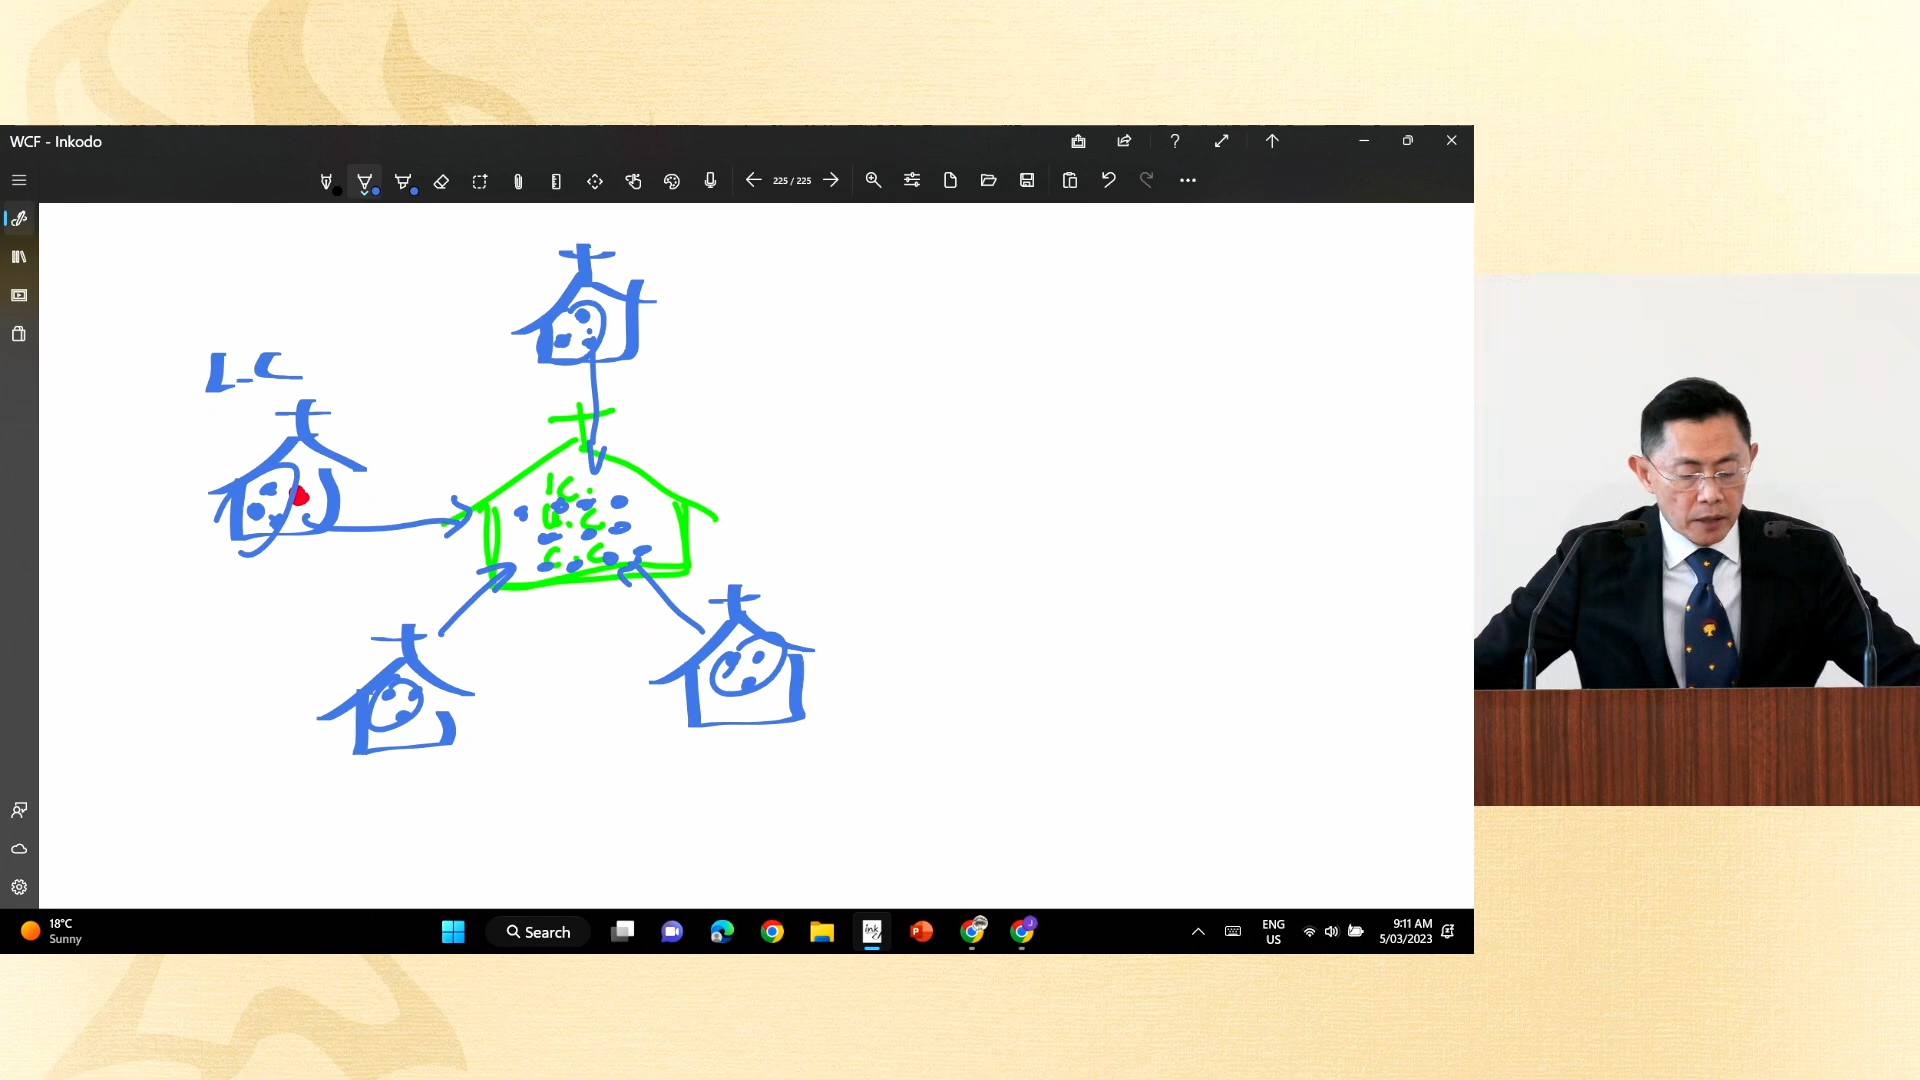 WCF - Inkodo
225 / 225
L.C
I.C.
U.C
C.C
18°C
Sunny
Search
ENG
US
9:11 AM
5/03/2023